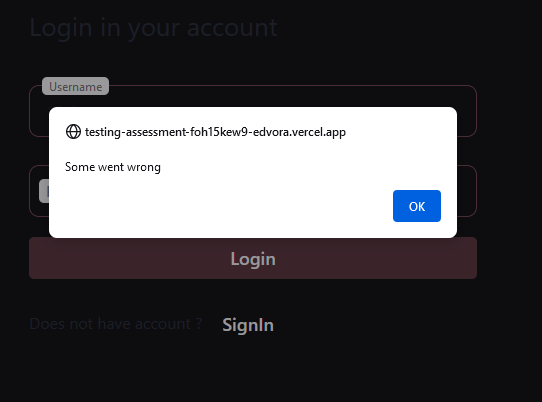 Login in your account
Username
testing-assessment-foh15kew9-edvora.vercel.app
Some went wrong
OK
Login
Does not have account ? SignIn